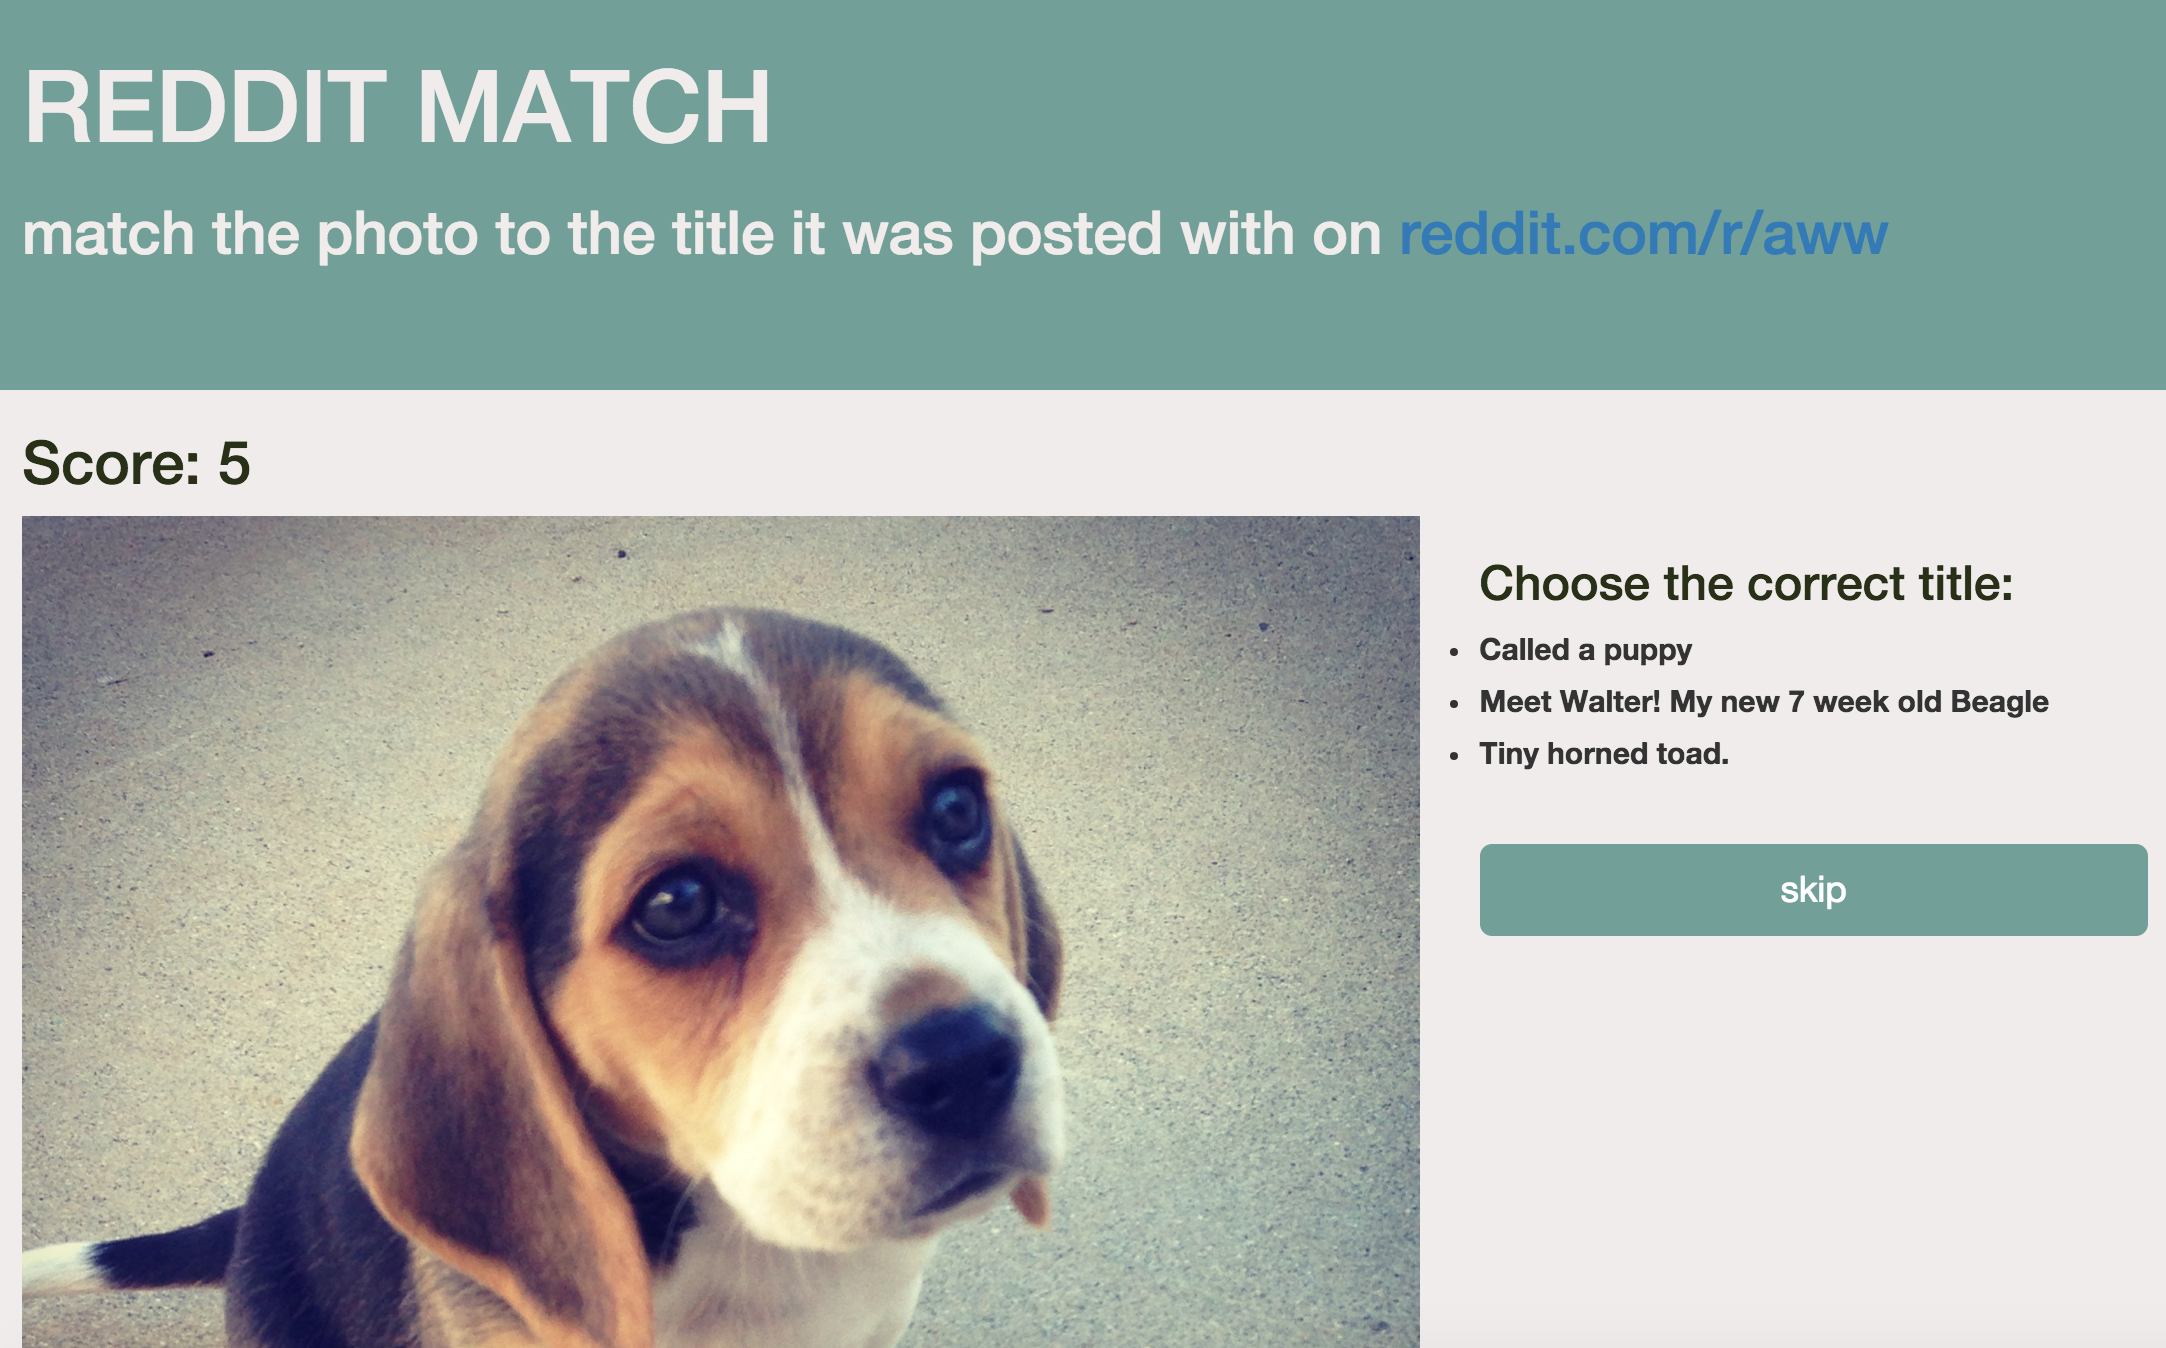 REDDIT MATCH
match the photo to the title it was posted with on reddit.com/r/aww
Score: 5
Choose the correct title:
Called a puppy
Meet Walter! My new 7 week old Beagle
Tiny horned toad.
skip